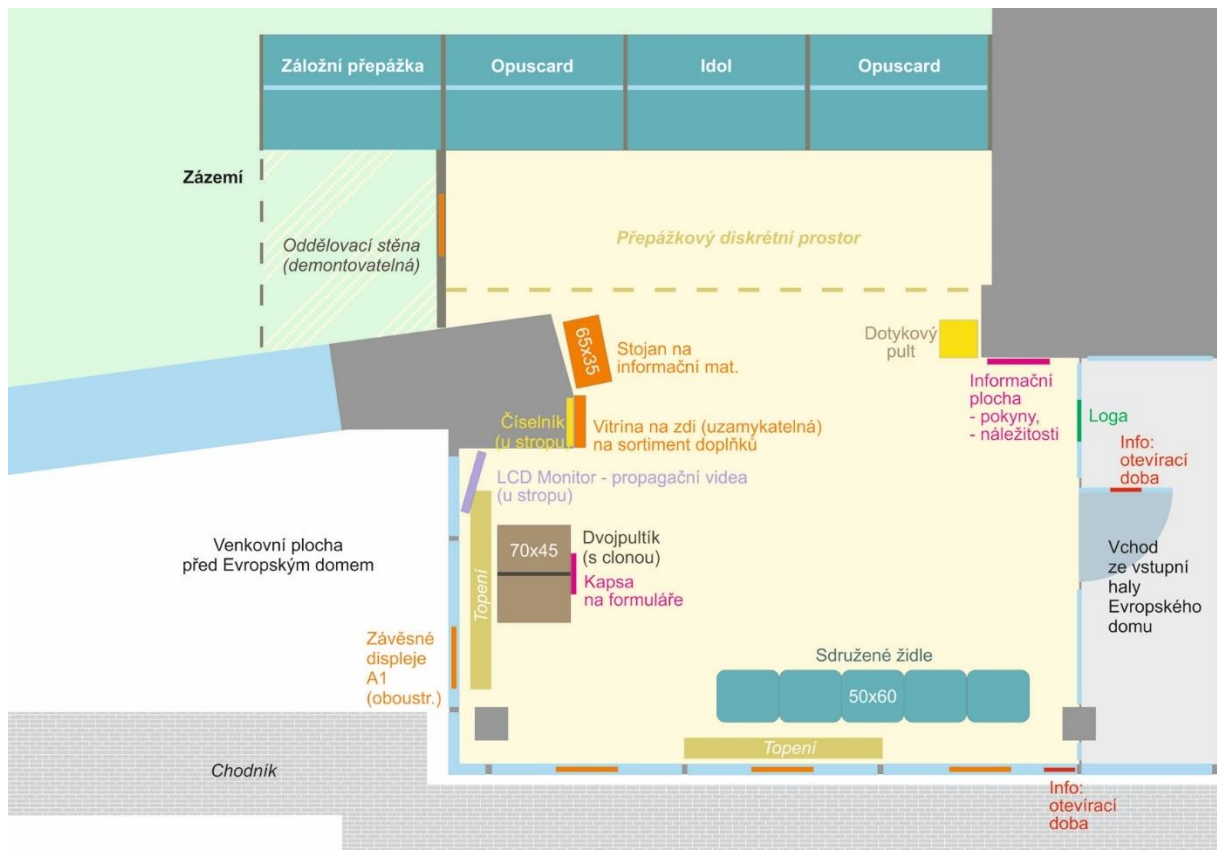 Záložní přepážka
Opuscard
Idol
Opuscard
Zázemí
Oddělovací stěna
(demontovatelná)
Přepážkový diskrétní prostor
65x35
Stojan na
informační mat.
Dotykový
pult
Informační
plocha
- pokyny,
- náležitosti
Loga
Číselník
(u stropu)
Vitrína na zdi (uzamykatelná)
na sortiment doplňků
Info:
otevírací
doba
LCD Monitor - propagační videa
(u stropu)
Venkovní plocha
před Evropským domem
70x45
Dvojpultík
(s clonou)
Kapsa
na formuláře
Topení
Vchod
ze vstupní
haly
Evropského
domu
Závěsné
displeje
A1
(oboustr.)
Sdružené židle
50x60
Topení
Chodník
Info:
otevírací
doba